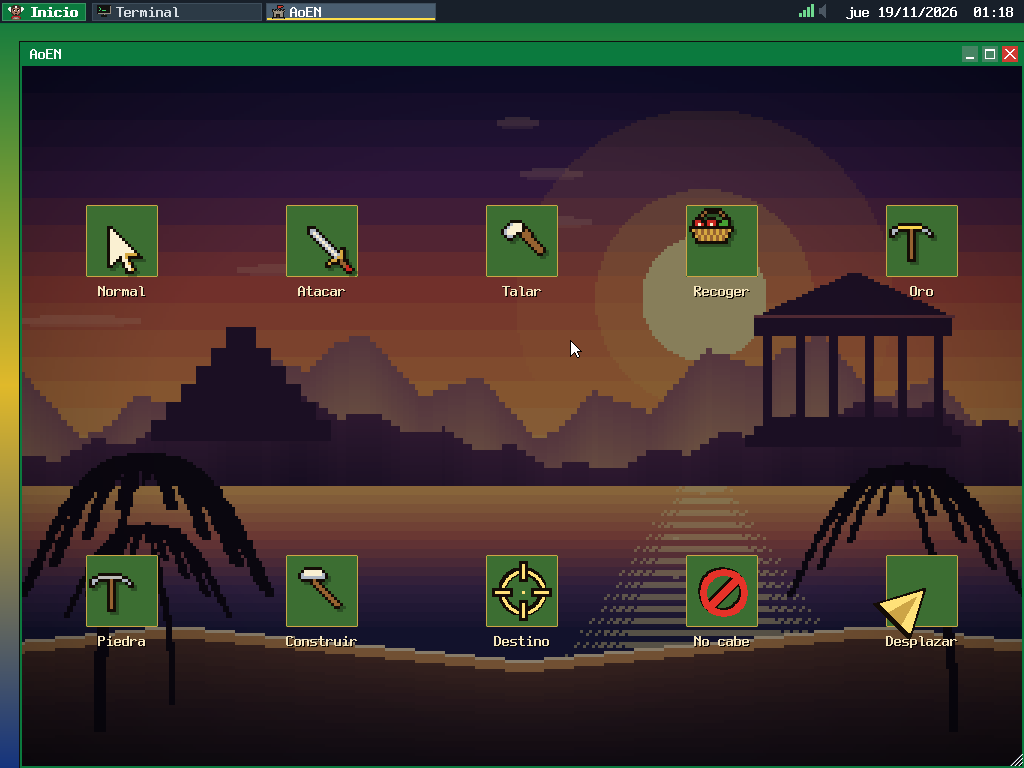 Inicio
Terminal
AoEN
jue 19/11/2026 01:18
AoEN
Normal
Atacar
Talar
Recoger
Oro
Piedra
Construir
Destino
No cabe
Desplazar